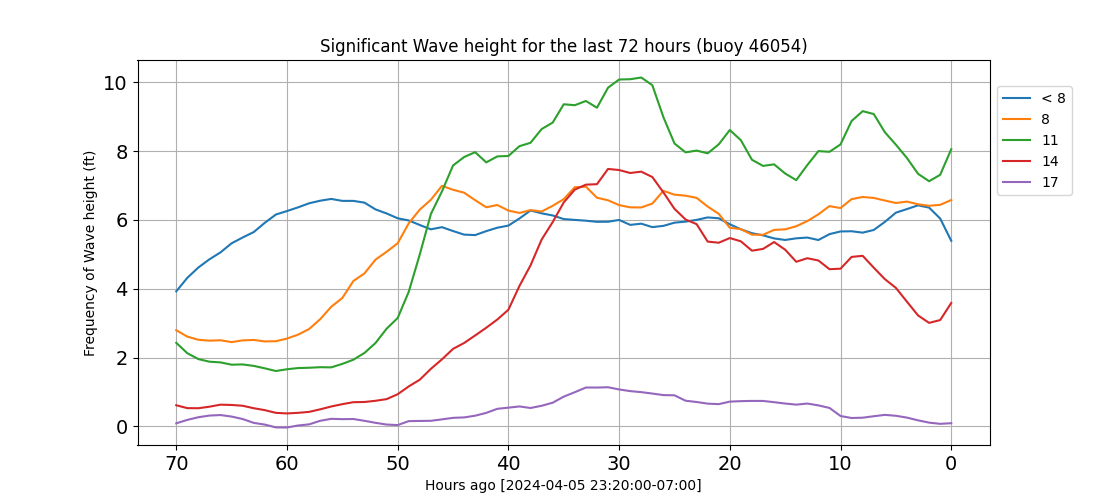 Significant Wave height for the last 72 hours (buoy 46054)
Frequency of Wave height (ft)
10
8
6
4
2
0
70 60 50 40 30 20 10 0
Hours ago [2024-04-05 23:20:00-07:00]
< 8
8
11
14
17